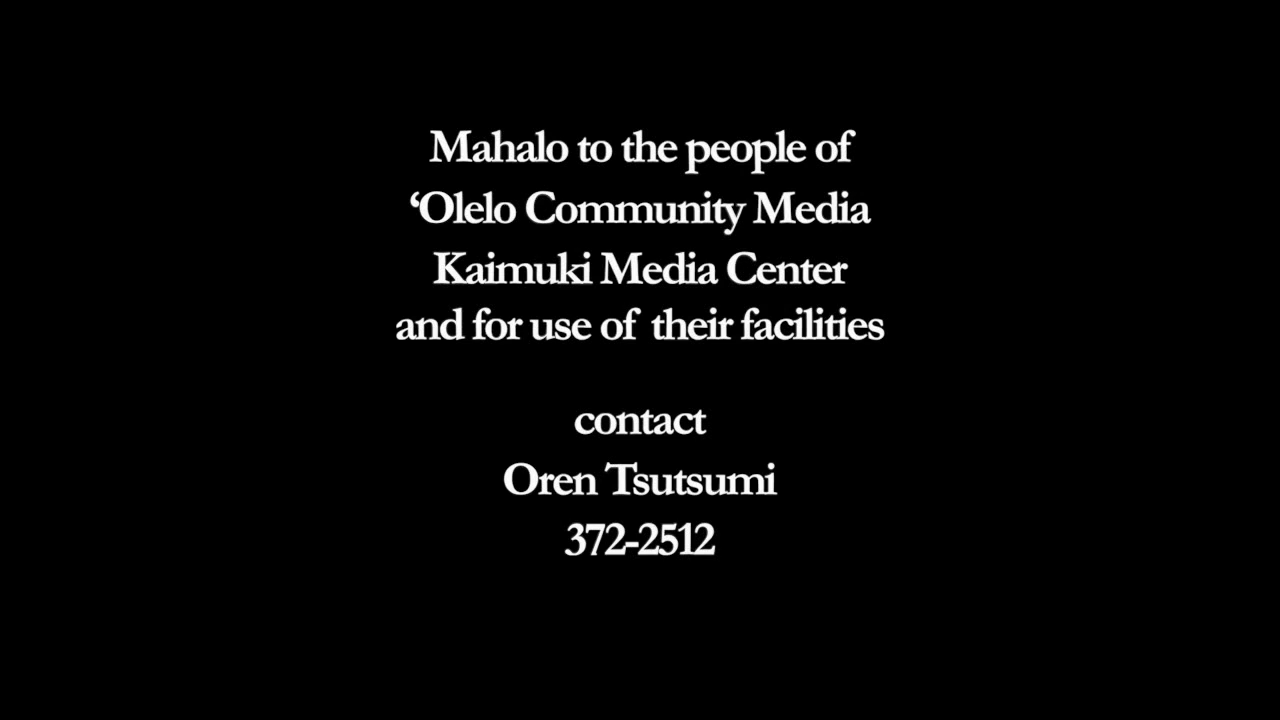 Mahalo to the people of
‘Olelo Community Media
Kaimuki Media Center
and for use of their facilities
contact
Oren Tsutsumi
372-2512